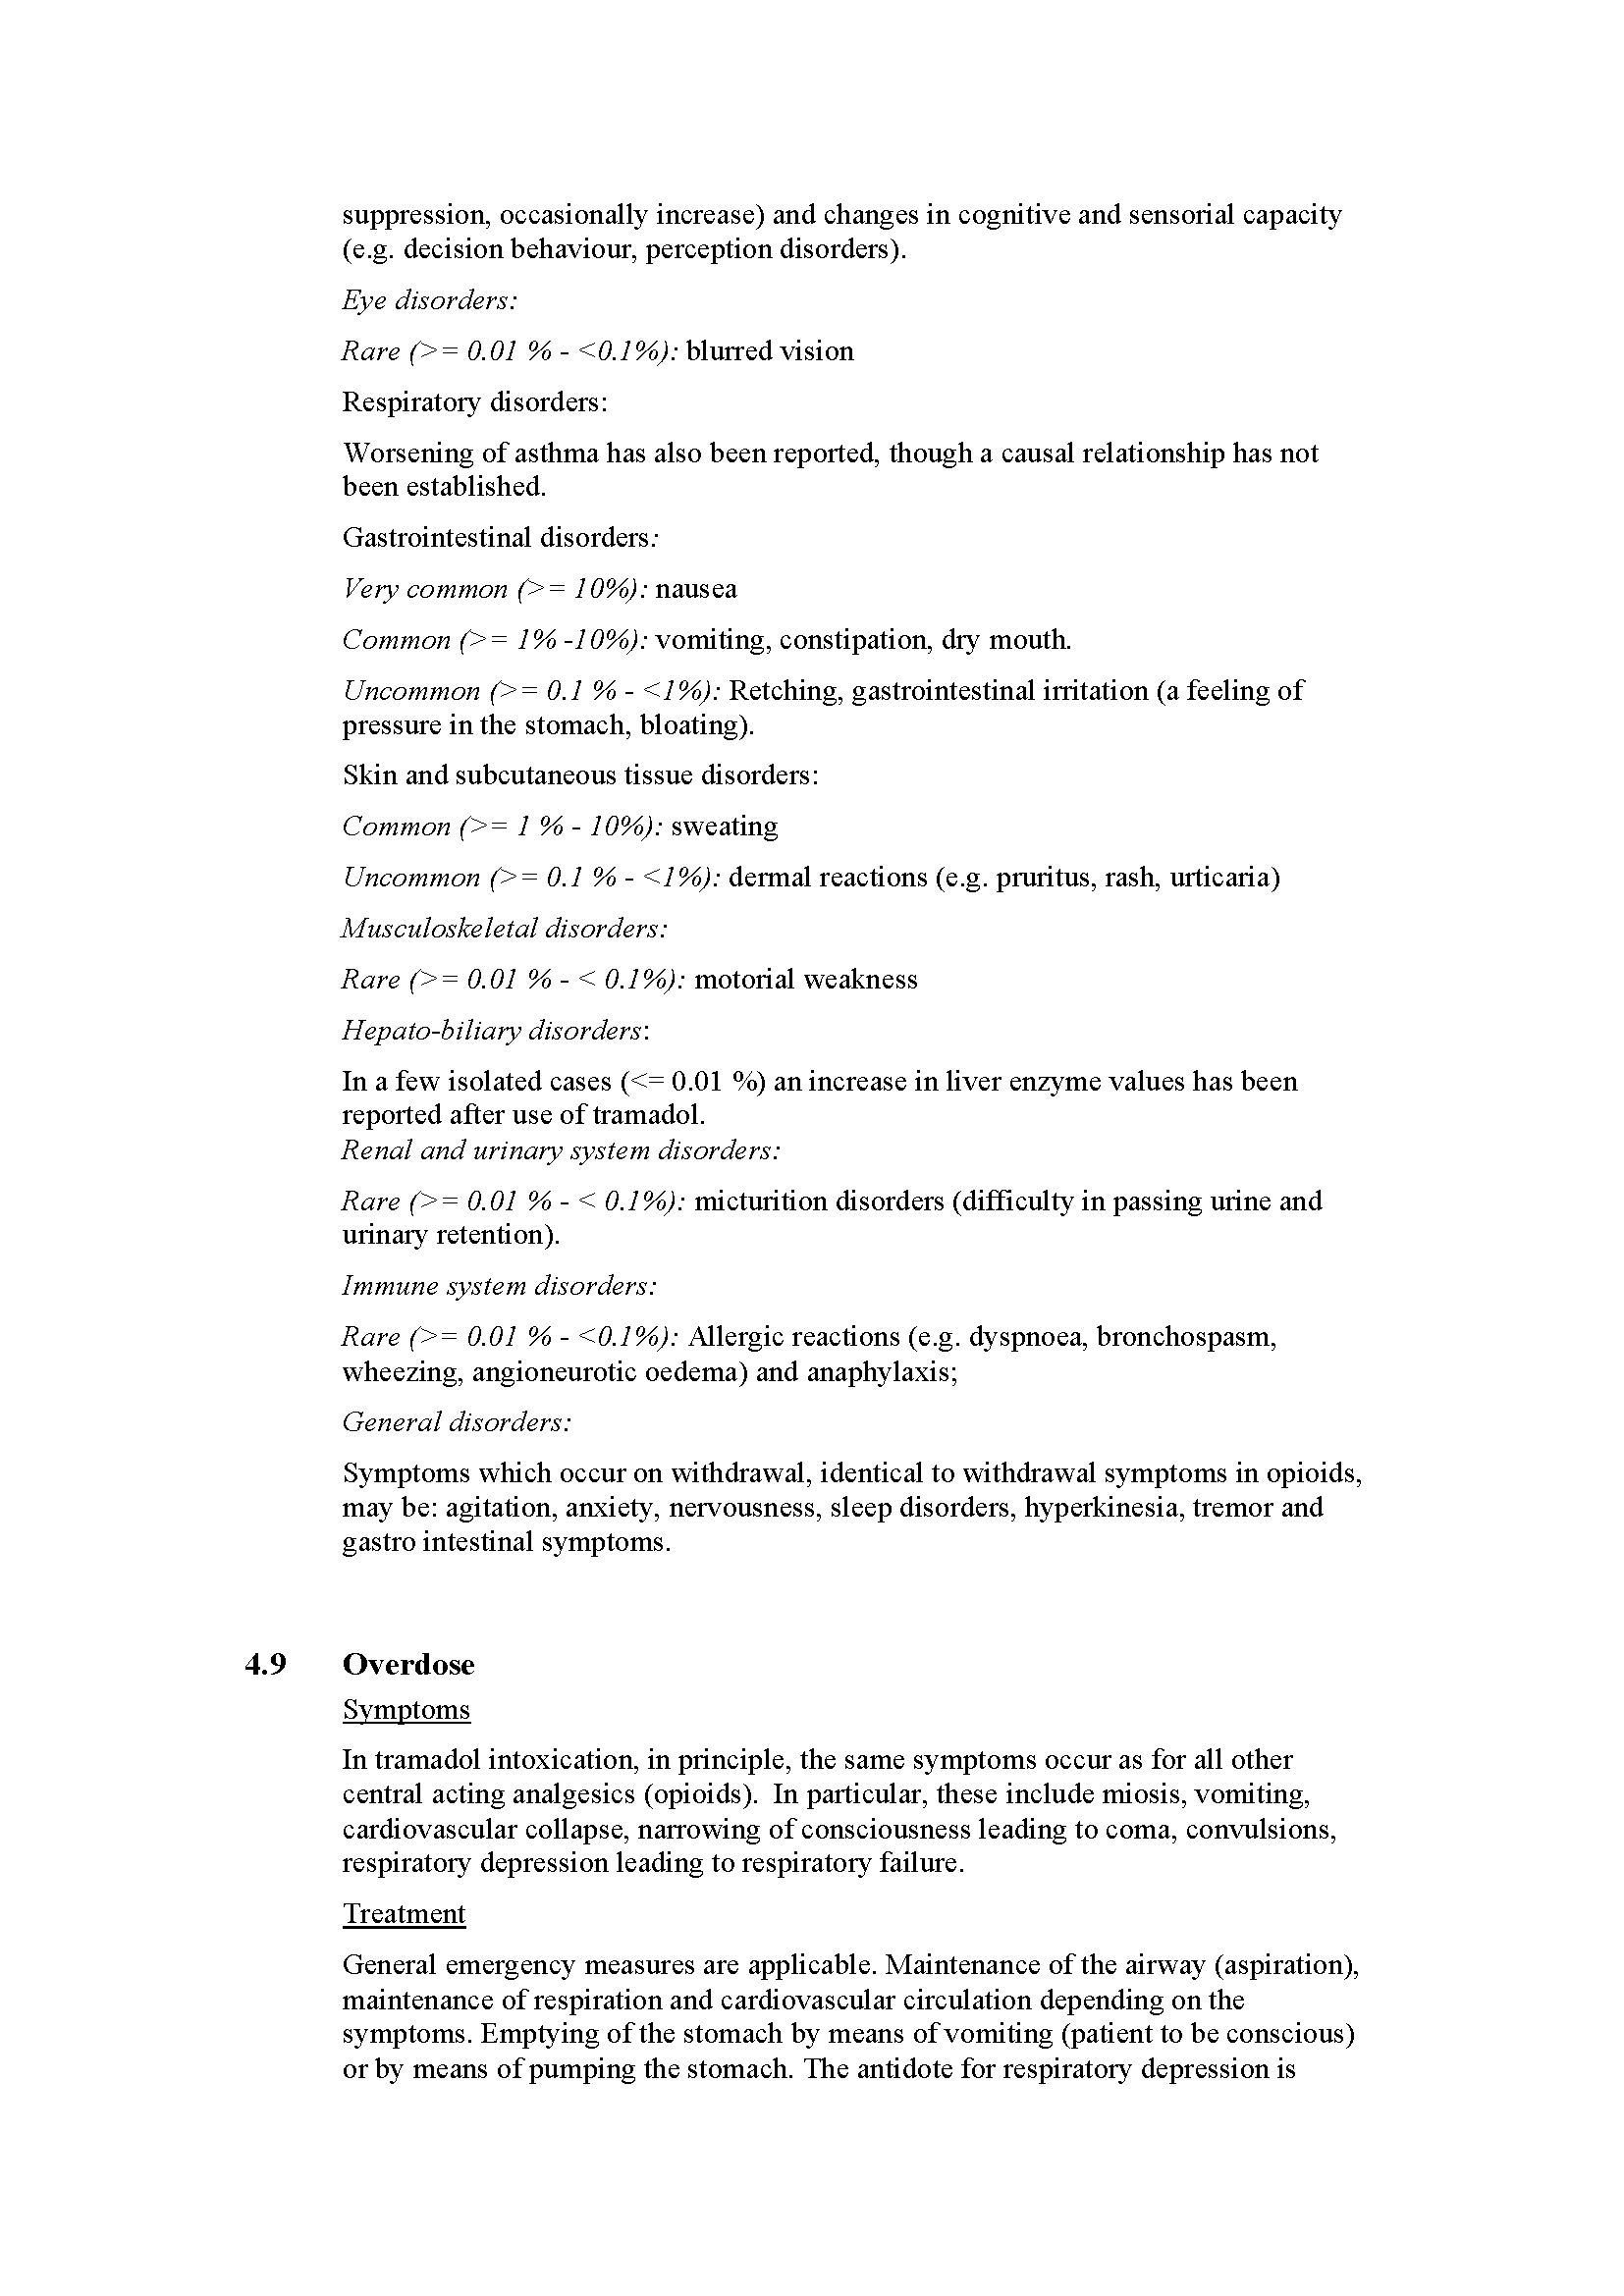 suppression, occasionally increase) and changes in cognitive and sensorial capacity
(e.g. decision behaviour, perception disorders).
Eye disorders:
Rare (>= 0.01 % - <0.1%): blurred vision
Respiratory disorders:
Worsening of asthma has also been reported, though a causal relationship has not
been established.
Gastrointestinal disorders:
Very common (>= 10%): nausea
Common (>= 1% -10%): vomiting, constipation, dry mouth.
Uncommon (>= 0.1 % - <1%): Retching, gastrointestinal irritation (a feeling of
pressure in the stomach, bloating).
Skin and subcutaneous tissue disorders:
Common (>= 1 % - 10%): sweating
Uncommon (>= 0.1 % - <1%): dermal reactions (e.g. pruritus, rash, urticaria)
Musculoskeletal disorders:
Rare (>= 0.01 % - < 0.1%): motorial weakness
Hepato-biliary disorders:
In a few isolated cases (<= 0.01 %) an increase in liver enzyme values has been
reported after use of tramadol.
Renal and urinary system disorders:
Rare (>= 0.01 % - < 0.1%): micturition disorders (difficulty in passing urine and
urinary retention).
Immune system disorders:
Rare (>= 0.01 % - <0.1%): Allergic reactions (e.g. dyspnoea, bronchospasm,
wheezing, angioneurotic oedema) and anaphylaxis;
General disorders:
Symptoms which occur on withdrawal, identical to withdrawal symptoms in opioids,
may be: agitation, anxiety, nervousness, sleep disorders, hyperkinesia, tremor and
gastro intestinal symptoms.
4.9 Overdose
Symptoms
In tramadol intoxication, in principle, the same symptoms occur as for all other
central acting analgesics (opioids).  In particular, these include miosis, vomiting,
cardiovascular collapse, narrowing of consciousness leading to coma, convulsions,
respiratory depression leading to respiratory failure.
Treatment
General emergency measures are applicable. Maintenance of the airway (aspiration),
maintenance of respiration and cardiovascular circulation depending on the
symptoms. Emptying of the stomach by means of vomiting (patient to be conscious)
or by means of pumping the stomach. The antidote for respiratory depression is